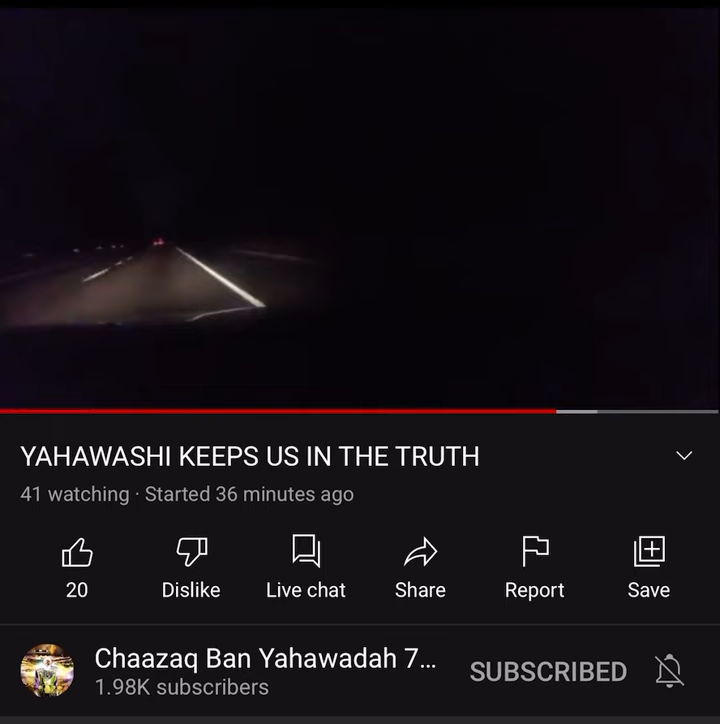 YAHAWASHI KEEPS US IN THE TRUTH
41 watching · Started 36 minutes ago
20 Dislike Live chat Share Report Save
Chaazaq Ban Yahawadah 7... SUBSCRIBED
1.98K subscribers